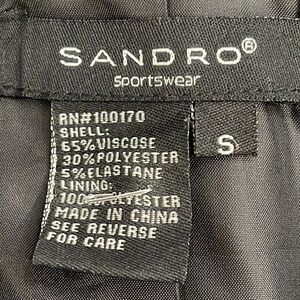 SANDRO®
Sportswear
S
RN#100170
SHELL:
65%VISCOSE
30%POLYESTER
5%ELASTANE
LINING:
100%POLYESTER
MADE IN CHINA
SEE REVERSE
FOR CARE